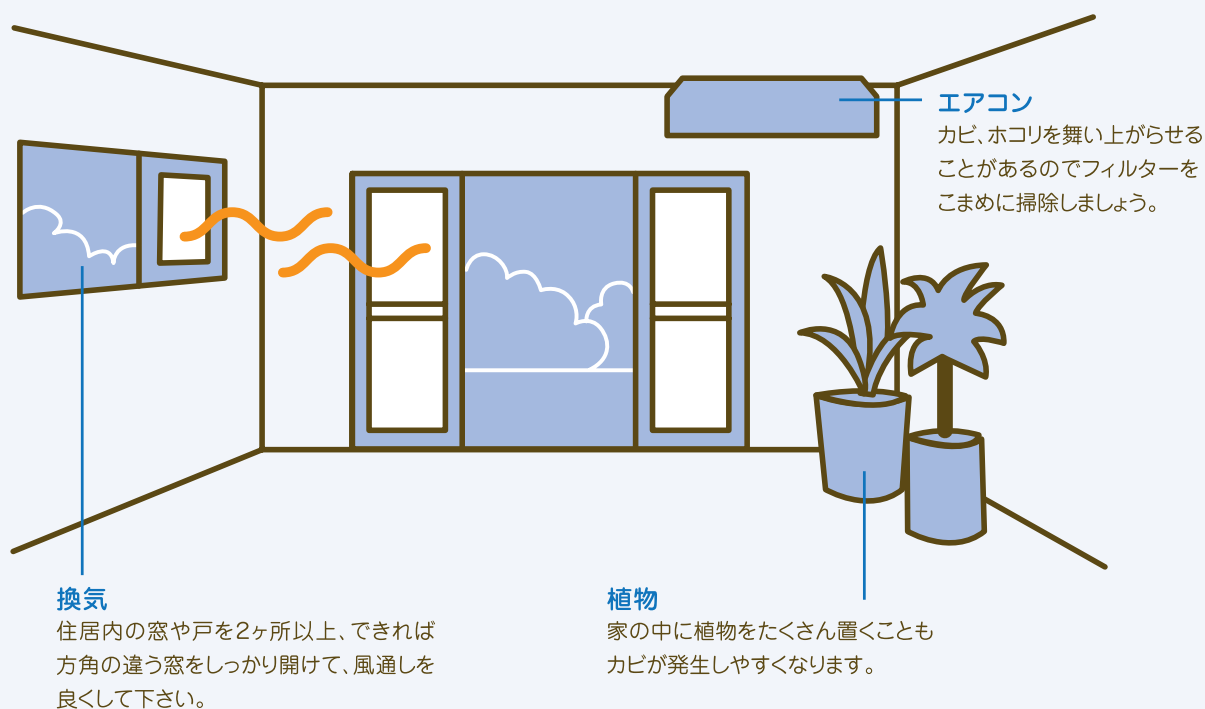 エアコン
カビ、ホコリを舞い上がらせる
ことがあるのでフィルターを
こまめに掃除しましょう。
換気
住居内の窓や戸を2ヶ所以上、できれば
方角の違う窓をしっかり開けて、風通しを
良くして下さい。
植物
家の中に植物をたくさん置くことも
カビが発生しやすくなります。